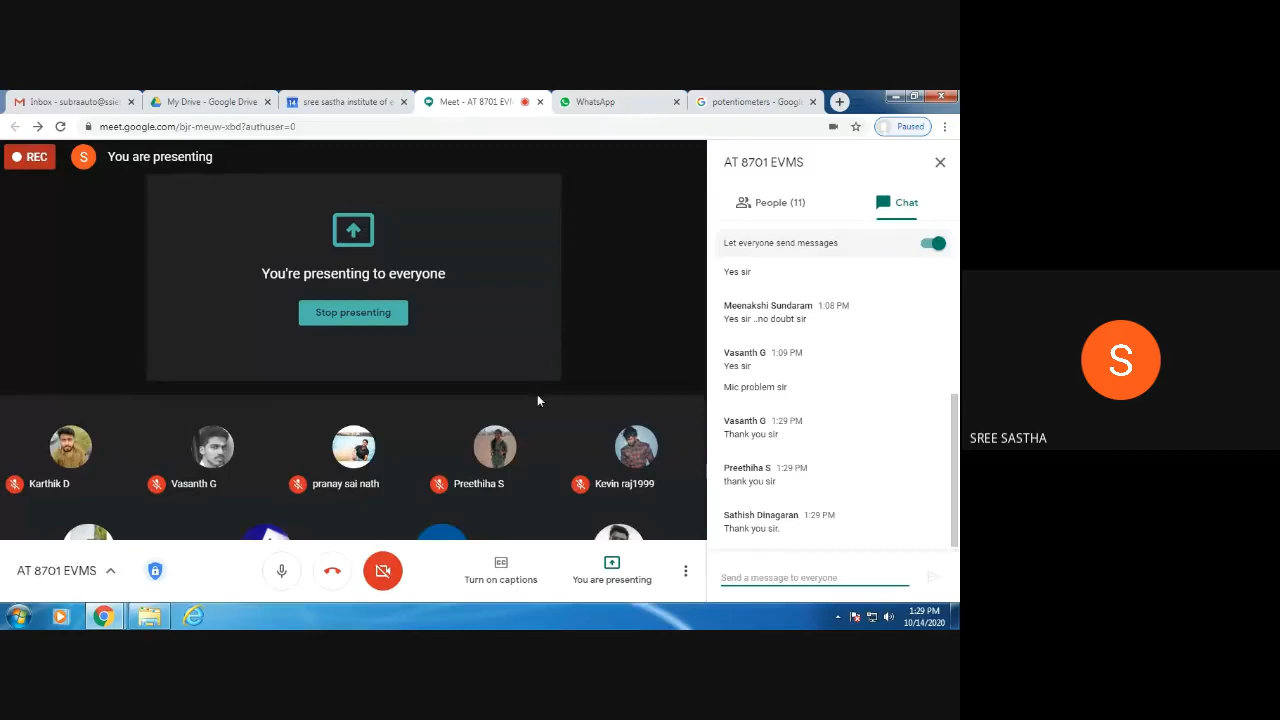 Inbox - subraauto@ssie
My Drive - Google Drive
14
sree sastha institute of e
Meet - AT 8701 EVM
WhatsApp
potentiometers - Google
meet.google.com/bjr-meuw-xbd?authuser=0
Paused
REC
S
You are presenting
You're presenting to everyone
Stop presenting
Karthik D
Vasanth G
pranay sai nath
Preethiha S
Kevin raj1999
AT 8701 EVMS
Turn on captions
You are presenting
AT 8701 EVMS
People (11)
Chat
Let everyone send messages
Yes sir
Meenakshi Sundaram 1:08 PM
Yes sir ..no doubt sir
Vasanth G 1:09 PM
Yes sir
Mic problem sir
Vasanth G 1:29 PM
Thank you sir
Preethiha S 1:29 PM
thank you sir
Sathish Dinagaran 1:29 PM
Thank you sir.
Send a message to everyone
1:29 PM
10/14/2020
S
SREE SASTHA